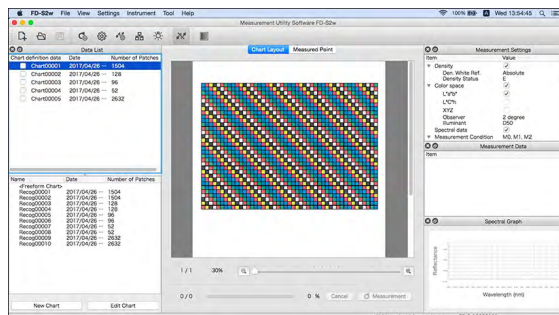 FD-S2w File View Settings Instrument Tool Help 100% Wed 13:54:45
Measurement Utility Software FD-S2w
Data List
Chart definition data Date Number of Patches
Chart00001 2017/04/26 ··· 1504
Chart00002 2017/04/26 ··· 128
Chart00003 2017/04/26 ··· 96
Chart00004 2017/04/26 ··· 52
Chart00005 2017/04/26 ··· 2632
Name Date Number of Patches
<Freeform Chart>
Recog00001 2017/04/26 ··· 1504
Recog00002 2017/04/26 ··· 1504
Recog00003 2017/04/26 ··· 128
Recog00004 2017/04/26 ··· 128
Recog00005 2017/04/26 ··· 96
Recog00006 2017/04/26 ··· 96
Recog00007 2017/04/26 ··· 52
Recog00008 2017/04/26 ··· 52
Recog00009 2017/04/26 ··· 2632
Recog00010 2017/04/26 ··· 2632
New Chart Edit Chart
Chart Layout Measured Point
1 / 1 30%
0 / 0 0 % Cancel Measurement
Measurement Settings
Item Value
Density
Den. White Ref. Absolute
Density Status E
Color space
L*a*b*
L*C*h
XYZ
Observer 2 degree
Illuminant D50
Spectral data
Measurement Condition M0, M1, M2
Measurement Data
Item
Spectral Graph
Reflectance
Wavelength (nm)